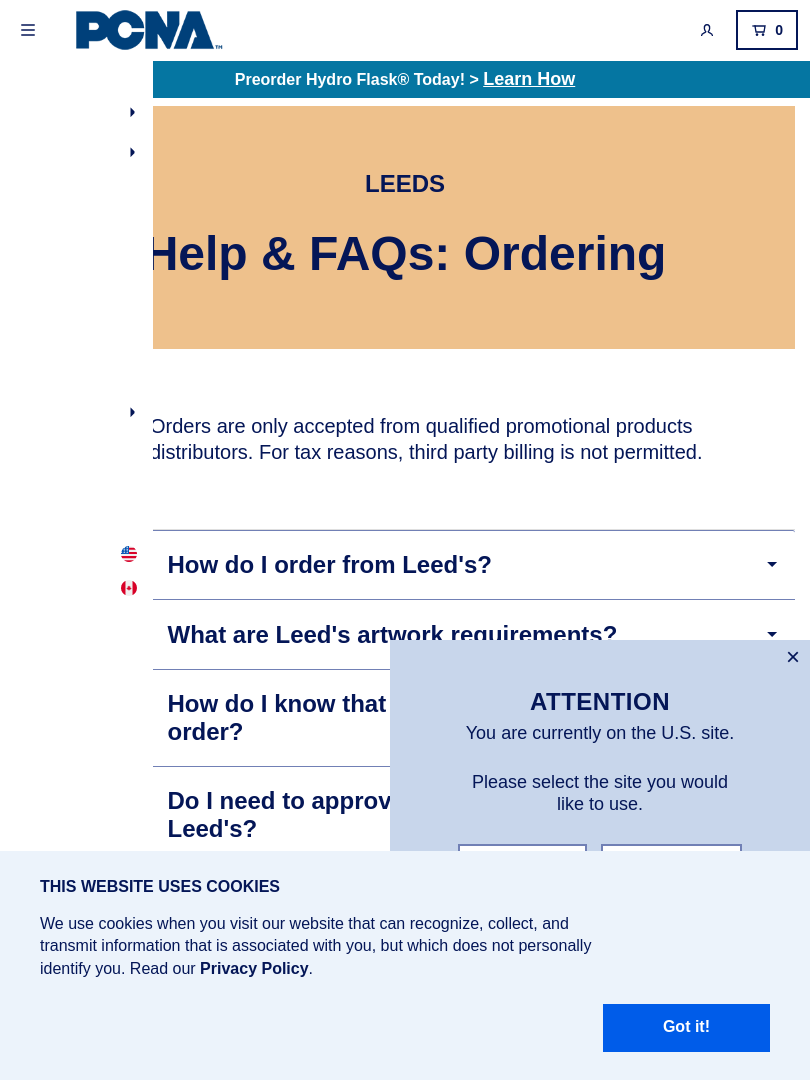 PCNA™
0
Preorder Hydro Flask® Today! > Learn How
LEEDS
Help & FAQs: Ordering
Orders are only accepted from qualified promotional products
distributors. For tax reasons, third party billing is not permitted.
How do I order from Leed's?
What are Leed's artwork requirements?
How do I know that
order?
Do I need to approv
Leed's?
ATTENTION
You are currently on the U.S. site.
Please select the site you would
like to use.
THIS WEBSITE USES COOKIES
We use cookies when you visit our website that can recognize, collect, and
transmit information that is associated with you, but which does not personally
identify you. Read our Privacy Policy.
Got it!